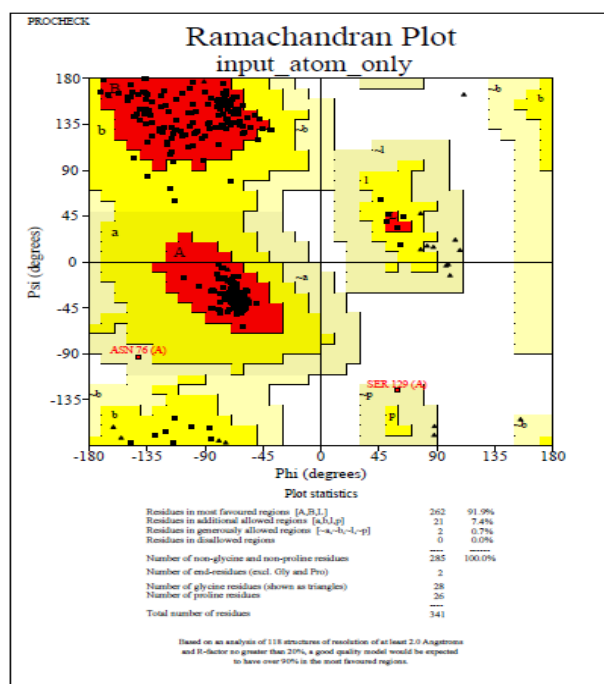 PROCHECK
Ramachandran Plot
input_atom_only
Psi (degrees)
180
135
90
45
0
-45
-90
-135
B
b
~b
~b
b
~l
l
a
A
~a
ASN 76 (A)
SER 129 (A)
~b
b
~p
p
~b
-180 -135 -90 -45 0 45 90 135 180
Phi (degrees)
Plot statistics
Residues in most favoured regions [A,B,L] 262 91.9%
Residues in additional allowed regions [a,b,l,p] 21 7.4%
Residues in generously allowed regions [~a,~b,~l,~p] 2 0.7%
Residues in disallowed regions 0 0.0%
---- ------
Number of non-glycine and non-proline residues 285 100.0%
Number of end-residues (excl. Gly and Pro) 2
Number of glycine residues (shown as triangles) 28
Number of proline residues 26
----
Total number of residues 341
Based on an analysis of 118 structures of resolution of at least 2.0 Angstroms
and R-factor no greater than 20%, a good quality model would be expected
to have over 90% in the most favoured regions.